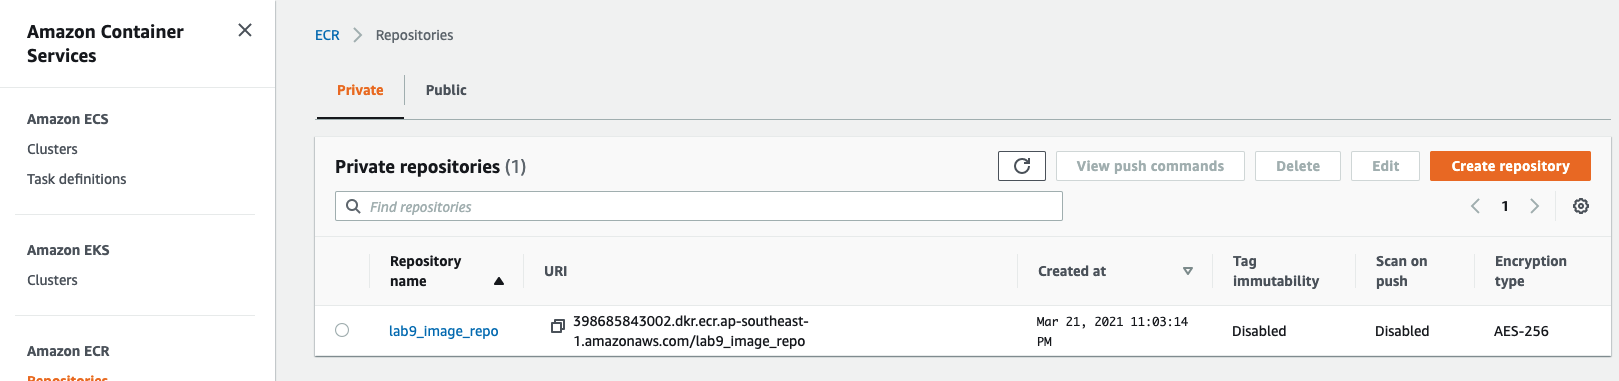 Amazon Container
Services
Amazon ECS
Clusters
Task definitions
Amazon EKS
Clusters
Amazon ECR
Repositories
ECR > Repositories
Private
Public
Private repositories (1)
View push commands
Delete
Edit
Create repository
Find repositories
1
Repository
name
URI
Created at
Tag
immutability
Scan on
push
Encryption
type
lab9_image_repo
398685843002.dkr.ecr.ap-southeast-
1.amazonaws.com/lab9_image_repo
Mar 21, 2021 11:03:14
PM
Disabled
Disabled
AES-256